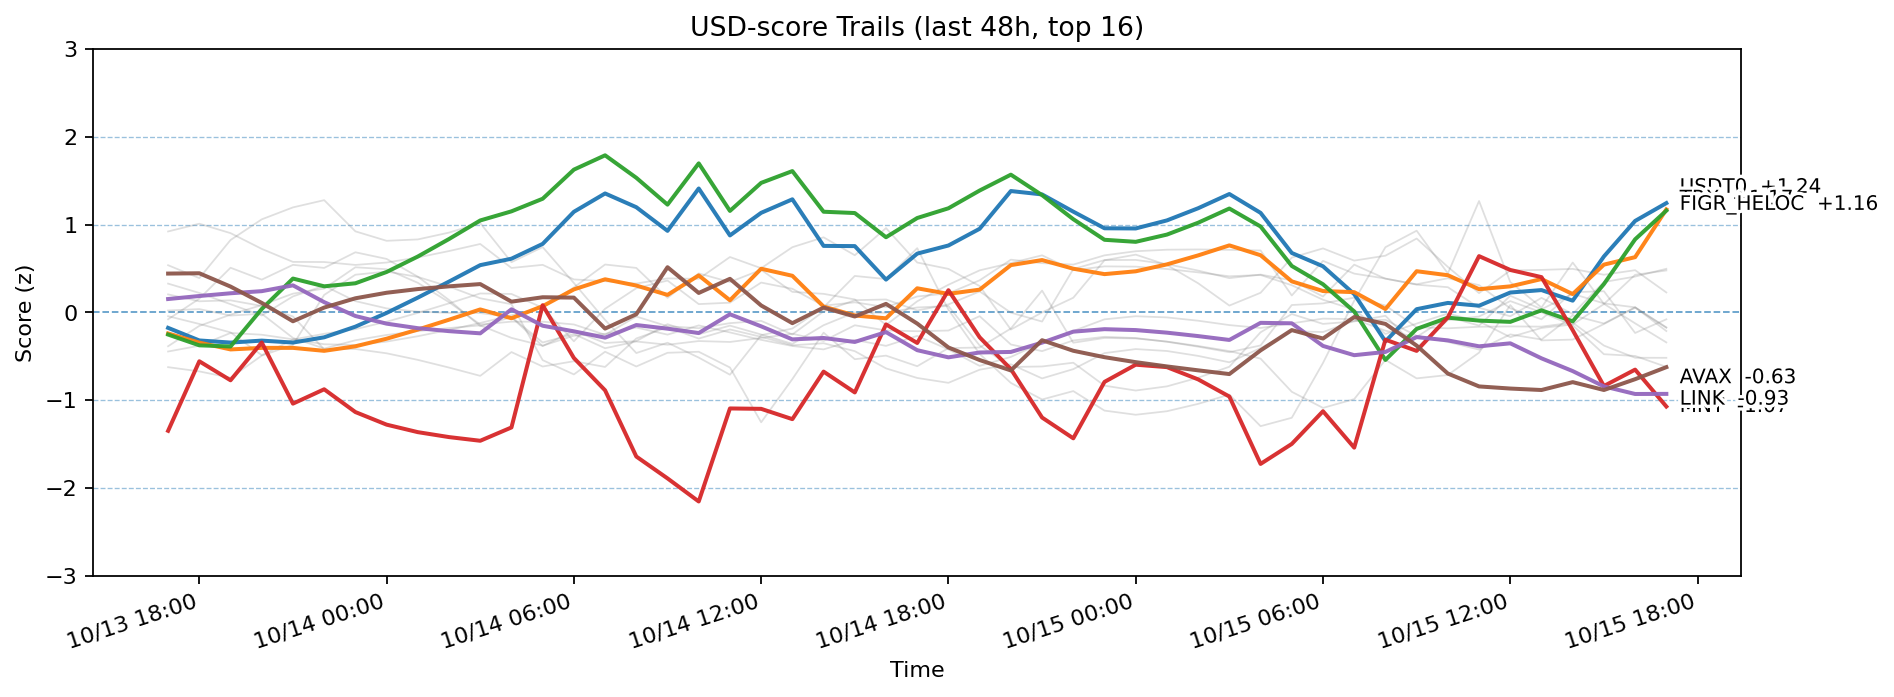 USD-score Trails (last 48h, top 16)
3
2
1
0
−1
−2
−3
Score (z)
USDT0 +1.24
FIGR_HELOC +1.16
AVAX -0.63
LINK -0.93
10/13 18:00
10/14 00:00
10/14 06:00
10/14 12:00
10/14 18:00
10/15 00:00
10/15 06:00
10/15 12:00
10/15 18:00
Time